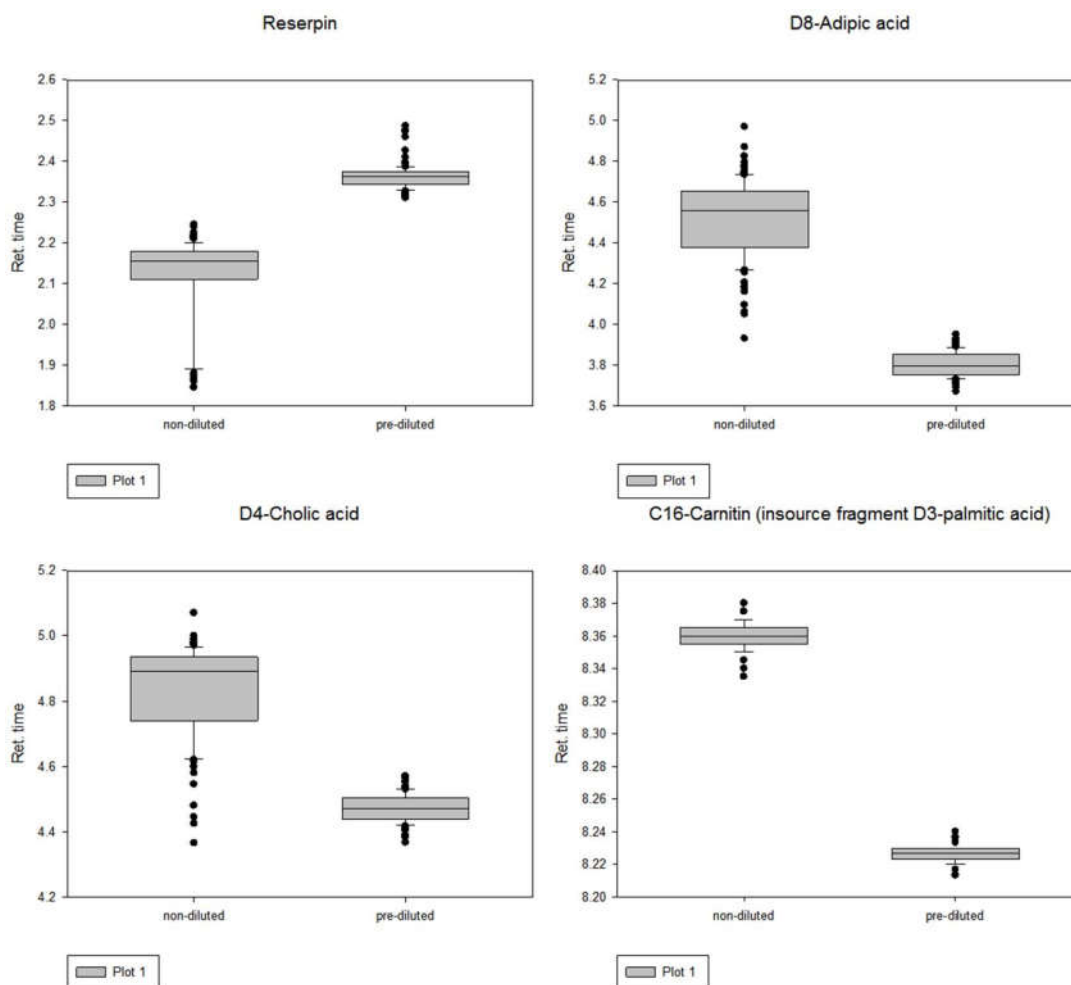 Reserpin
Ret. time
2.6
2.5
2.4
2.3
2.2
2.1
2.0
1.9
1.8
non-diluted
pre-diluted
Plot 1
D8-Adipic acid
Ret. time
5.2
5.0
4.8
4.6
4.4
4.2
4.0
3.8
3.6
non-diluted
pre-diluted
Plot 1
D4-Cholic acid
Ret. time
5.2
5.0
4.8
4.6
4.4
4.2
non-diluted
pre-diluted
Plot 1
C16-Carnitin (insource fragment D3-palmitic acid)
Ret. time
8.40
8.38
8.36
8.34
8.32
8.30
8.28
8.26
8.24
8.22
8.20
non-diluted
pre-diluted
Plot 1